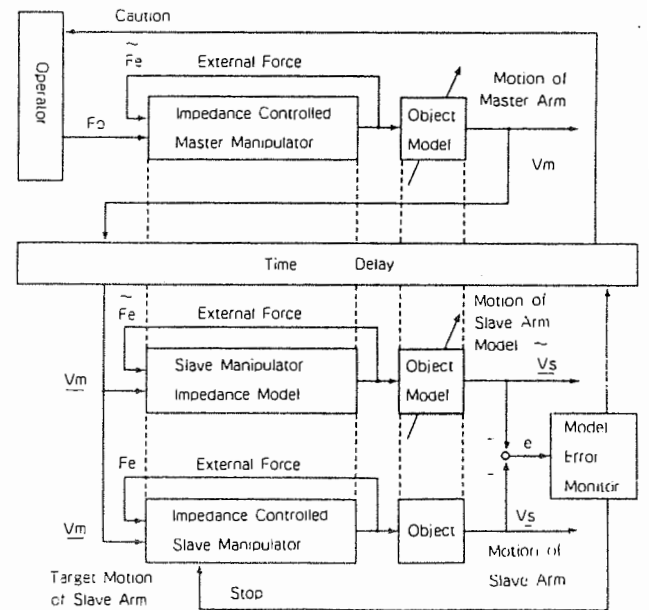 Caution
Operator
~
Fe
External Force
Fo
Impedance Controlled
Master Manipulator
Object
Model
Motion of
Master Arm
Vm
Time Delay
~
Fe
External Force
Slave Manipulator
Impedance Model
Vm
Object
Model
Motion of
Slave Arm
Model ~
Vs
Fe
External Force
Impedance Controlled
Slave Manipulator
Vm
Object
Vs
-
-
e
Model
Error
Monitor
Motion of
Slave Arm
Target Motion
of Slave Arm
Stop